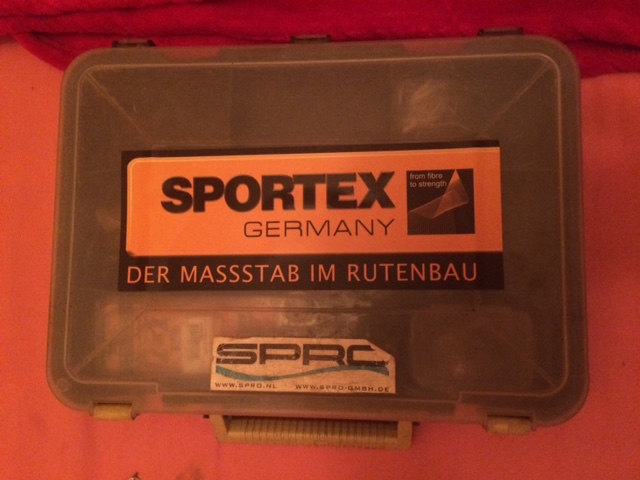 SPORTEX
GERMANY
from fibre
to strength
DER MASSSTAB IM RUTENBAU
SPRO
WWW.SPRO.NL WWW.SPRO-GMBH.DE